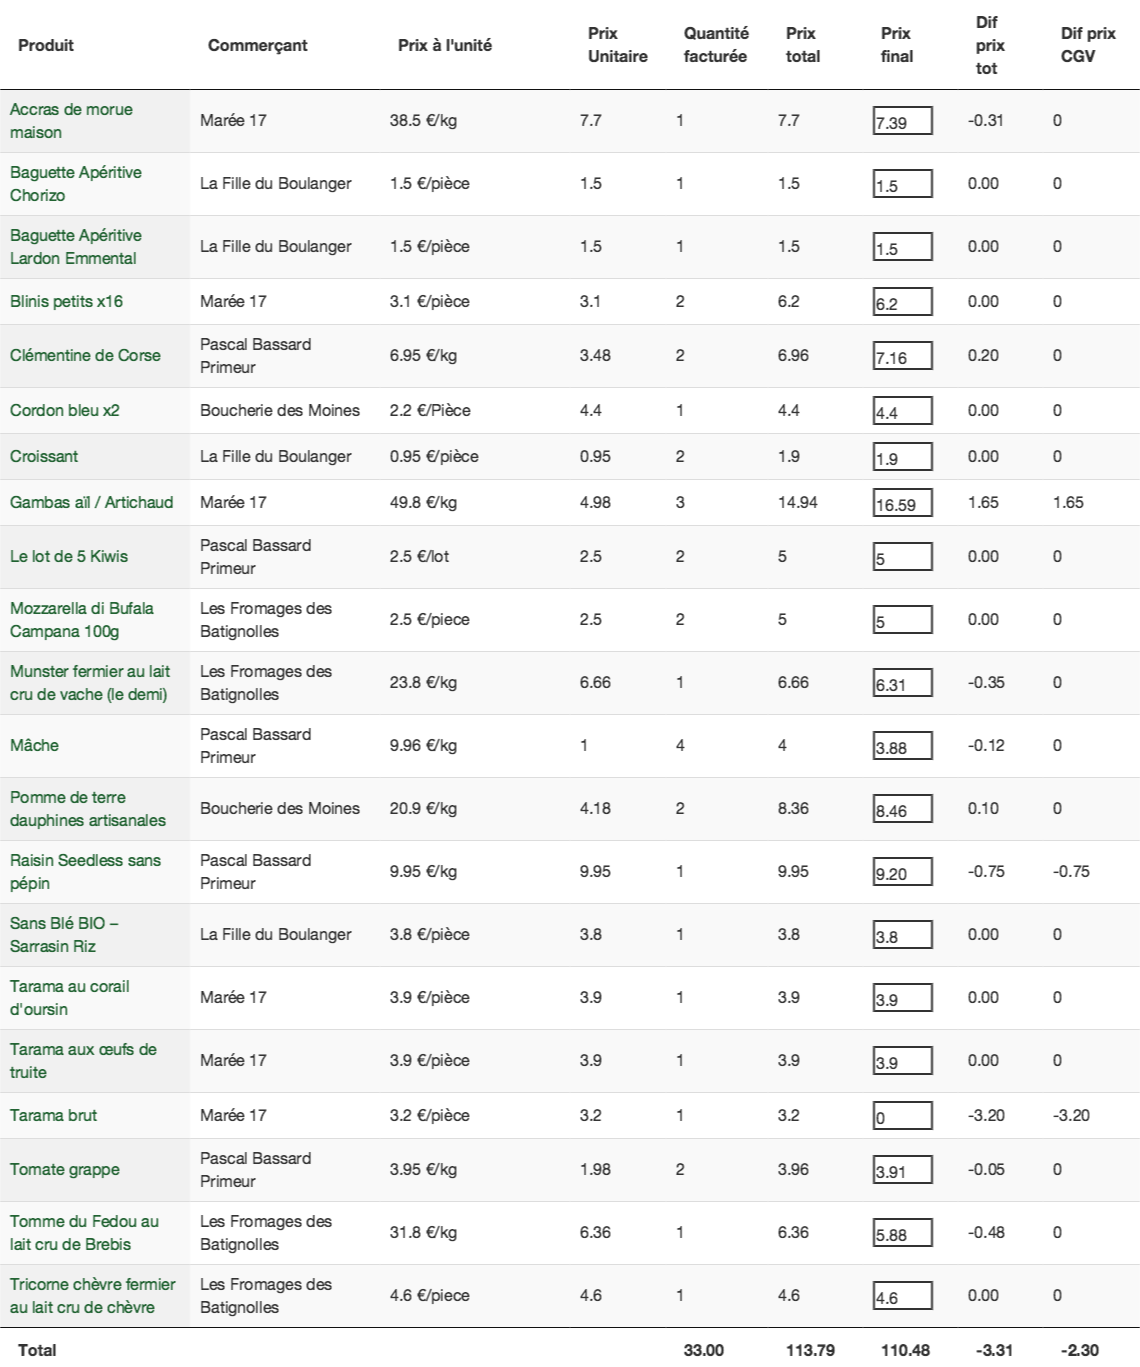 Produit Commerçant Prix à l'unité Prix Unitaire Quantité facturée Prix total Prix final Dif prix tot Dif prix CGV
Accras de morue maison Marée 17 38.5 €/kg 7.7 1 7.7 7.39 -0.31 0
Baguette Apéritive Chorizo La Fille du Boulanger 1.5 €/pièce 1.5 1 1.5 1.5 0.00 0
Baguette Apéritive Lardon Emmental La Fille du Boulanger 1.5 €/pièce 1.5 1 1.5 1.5 0.00 0
Blinis petits x16 Marée 17 3.1 €/pièce 3.1 2 6.2 6.2 0.00 0
Clémentine de Corse Pascal Bassard Primeur 6.95 €/kg 3.48 2 6.96 7.16 0.20 0
Cordon bleu x2 Boucherie des Moines 2.2 €/Pièce 4.4 1 4.4 4.4 0.00 0
Croissant La Fille du Boulanger 0.95 €/pièce 0.95 2 1.9 1.9 0.00 0
Gambas aïl / Artichaud Marée 17 49.8 €/kg 4.98 3 14.94 16.59 1.65 1.65
Le lot de 5 Kiwis Pascal Bassard Primeur 2.5 €/lot 2.5 2 5 5 0.00 0
Mozzarella di Bufala Campana 100g Les Fromages des Batignolles 2.5 €/piece 2.5 2 5 5 0.00 0
Munster fermier au lait cru de vache (le demi) Les Fromages des Batignolles 23.8 €/kg 6.66 1 6.66 6.31 -0.35 0
Mâche Pascal Bassard Primeur 9.96 €/kg 1 4 4 3.88 -0.12 0
Pomme de terre dauphines artisanales Boucherie des Moines 20.9 €/kg 4.18 2 8.36 8.46 0.10 0
Raisin Seedless sans pépin Pascal Bassard Primeur 9.95 €/kg 9.95 1 9.95 9.20 -0.75 -0.75
Sans Blé BIO – Sarrasin Riz La Fille du Boulanger 3.8 €/pièce 3.8 1 3.8 3.8 0.00 0
Tarama au corail d'oursin Marée 17 3.9 €/pièce 3.9 1 3.9 3.9 0.00 0
Tarama aux œufs de truite Marée 17 3.9 €/pièce 3.9 1 3.9 3.9 0.00 0
Tarama brut Marée 17 3.2 €/pièce 3.2 1 3.2 0 -3.20 -3.20
Tomate grappe Pascal Bassard Primeur 3.95 €/kg 1.98 2 3.96 3.91 -0.05 0
Tomme du Fedou au lait cru de Brebis Les Fromages des Batignolles 31.8 €/kg 6.36 1 6.36 5.88 -0.48 0
Tricorne chèvre fermier au lait cru de chèvre Les Fromages des Batignolles 4.6 €/piece 4.6 1 4.6 4.6 0.00 0
Total 33.00 113.79 110.48 -3.31 -2.30